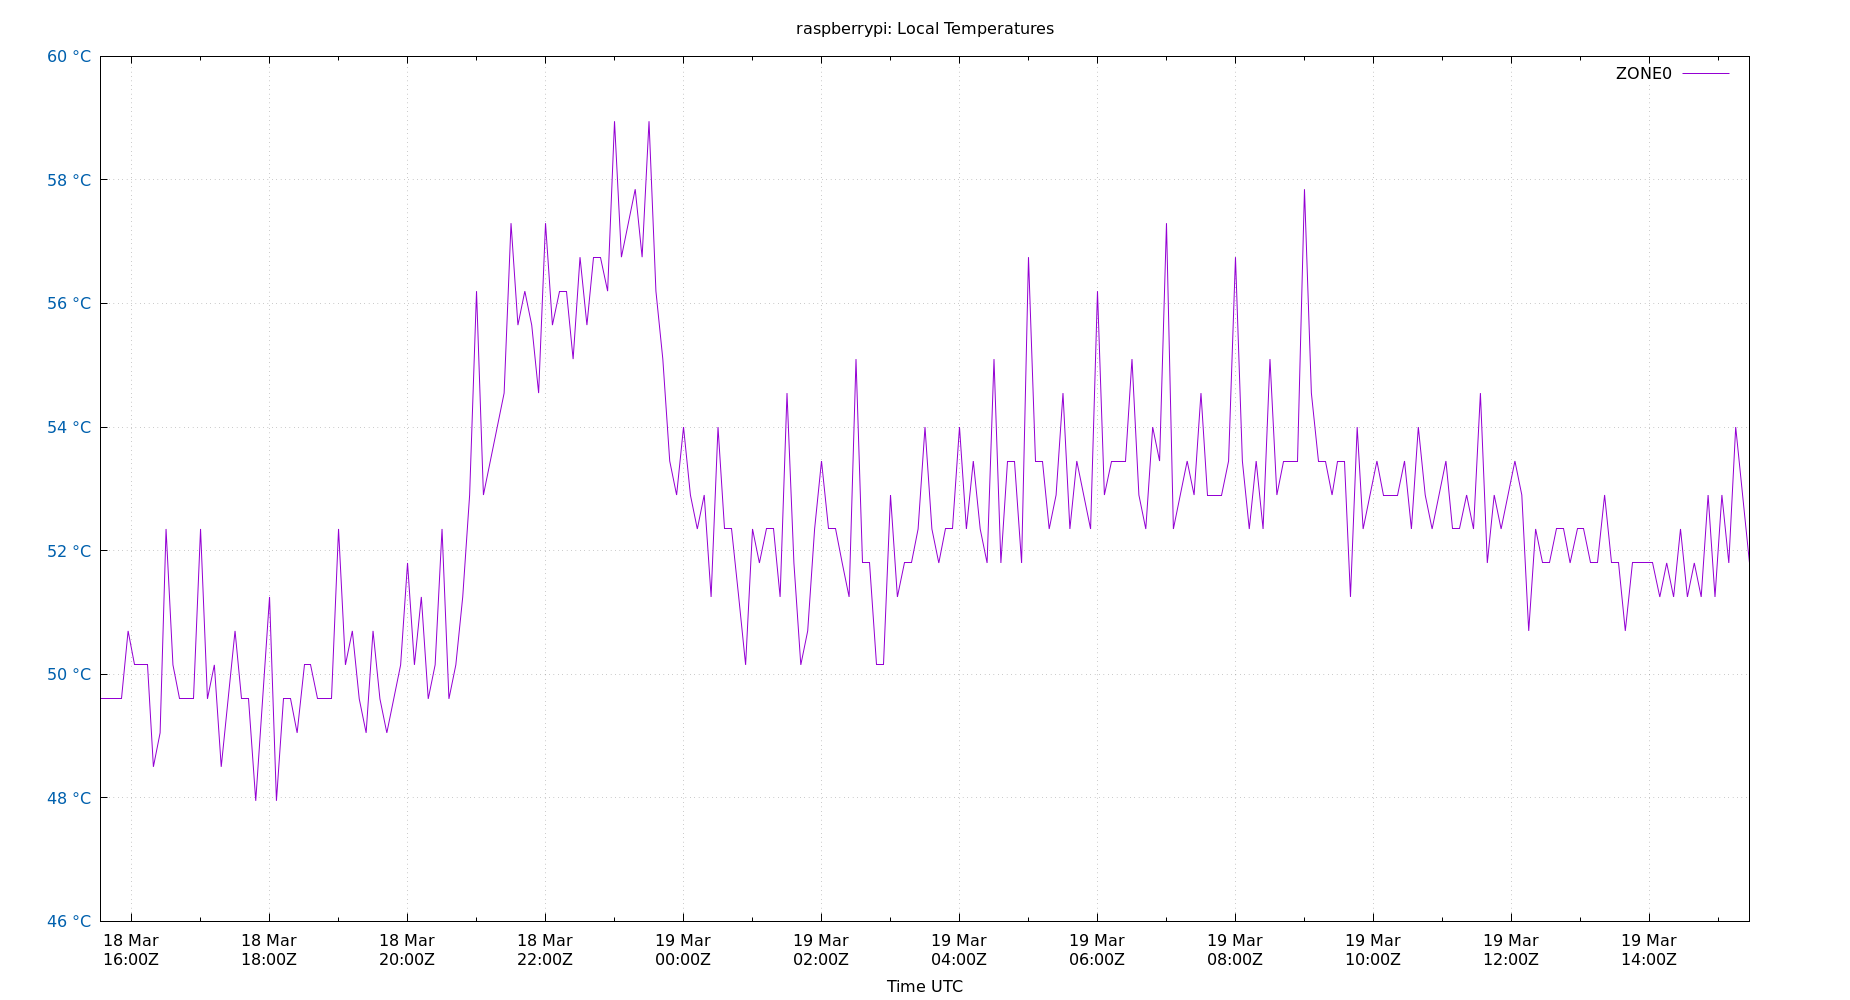 raspberrypi: Local Temperatures
60 °C
ZONE0
58 °C
56 °C
54 °C
52 °C
50 °C
48 °C
46 °C
18 Mar 18 Mar 18 Mar 18 Mar 19 Mar 19 Mar 19 Mar 19 Mar 19 Mar 19 Mar 19 Mar 19 Mar
16:00Z 18:00Z 20:00Z 22:00Z 00:00Z 02:00Z 04:00Z 06:00Z 08:00Z 10:00Z 12:00Z 14:00Z
Time UTC